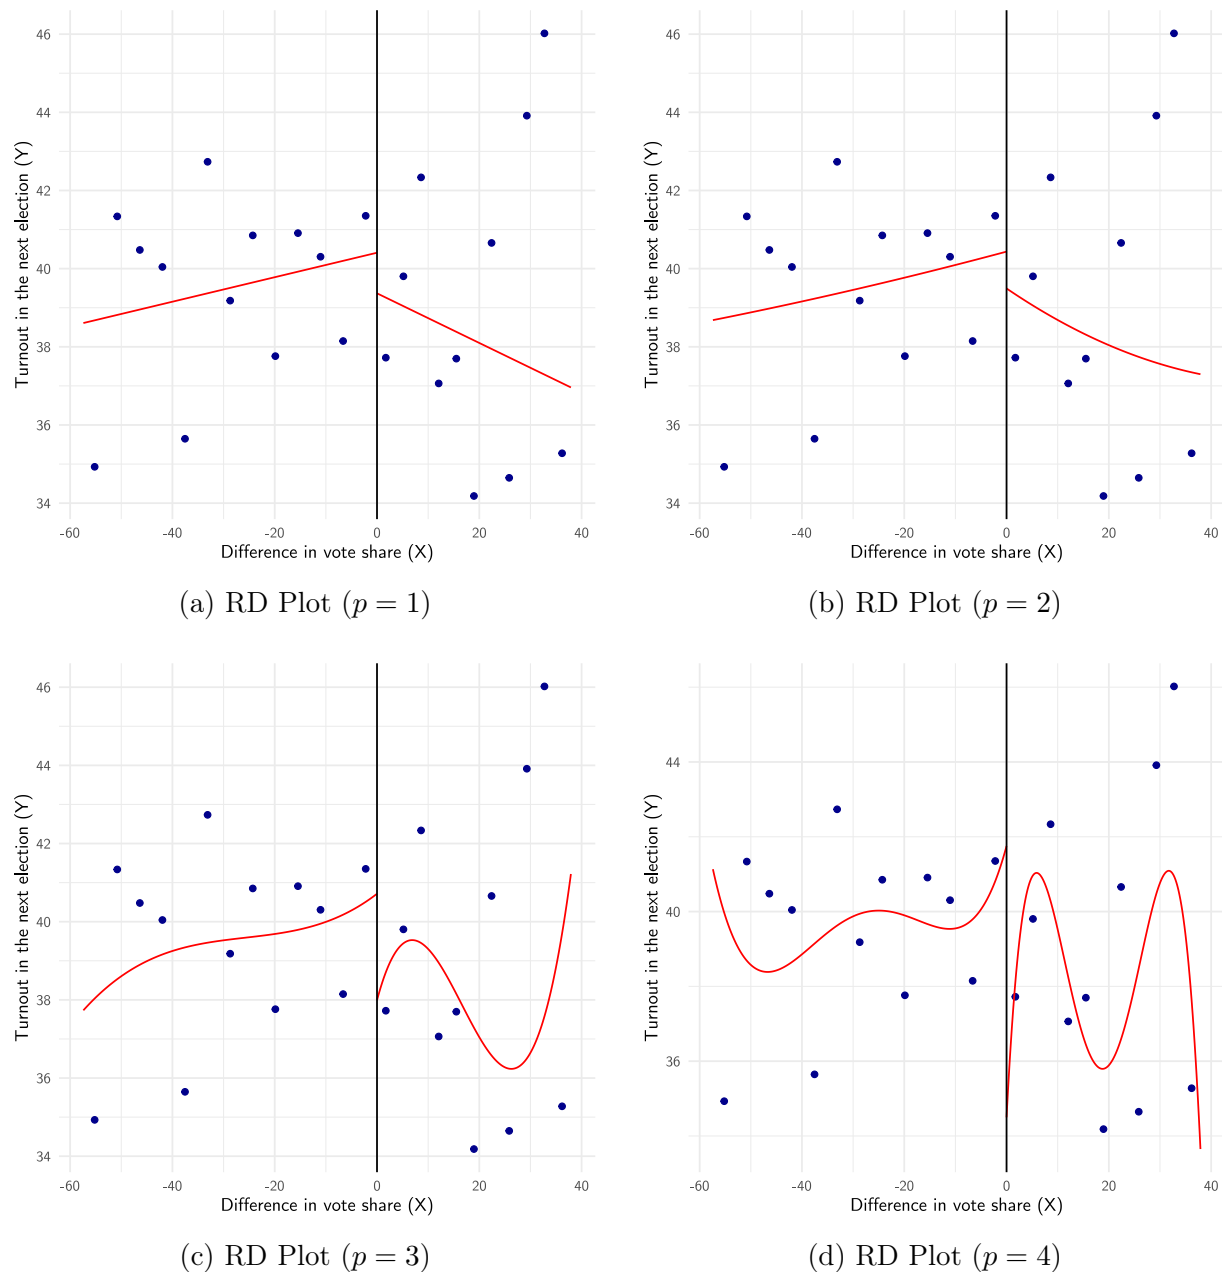 46
44
42
40
38
36
34
Turnout in the next election (Y)
-60 -40 -20 0 20 40
Difference in vote share (X)
(a) RD Plot (p = 1)
46
44
42
40
38
36
34
Turnout in the next election (Y)
-60 -40 -20 0 20 40
Difference in vote share (X)
(b) RD Plot (p = 2)
46
44
42
40
38
36
34
Turnout in the next election (Y)
-60 -40 -20 0 20 40
Difference in vote share (X)
(c) RD Plot (p = 3)
44
40
36
Turnout in the next election (Y)
-60 -40 -20 0 20 40
Difference in vote share (X)
(d) RD Plot (p = 4)